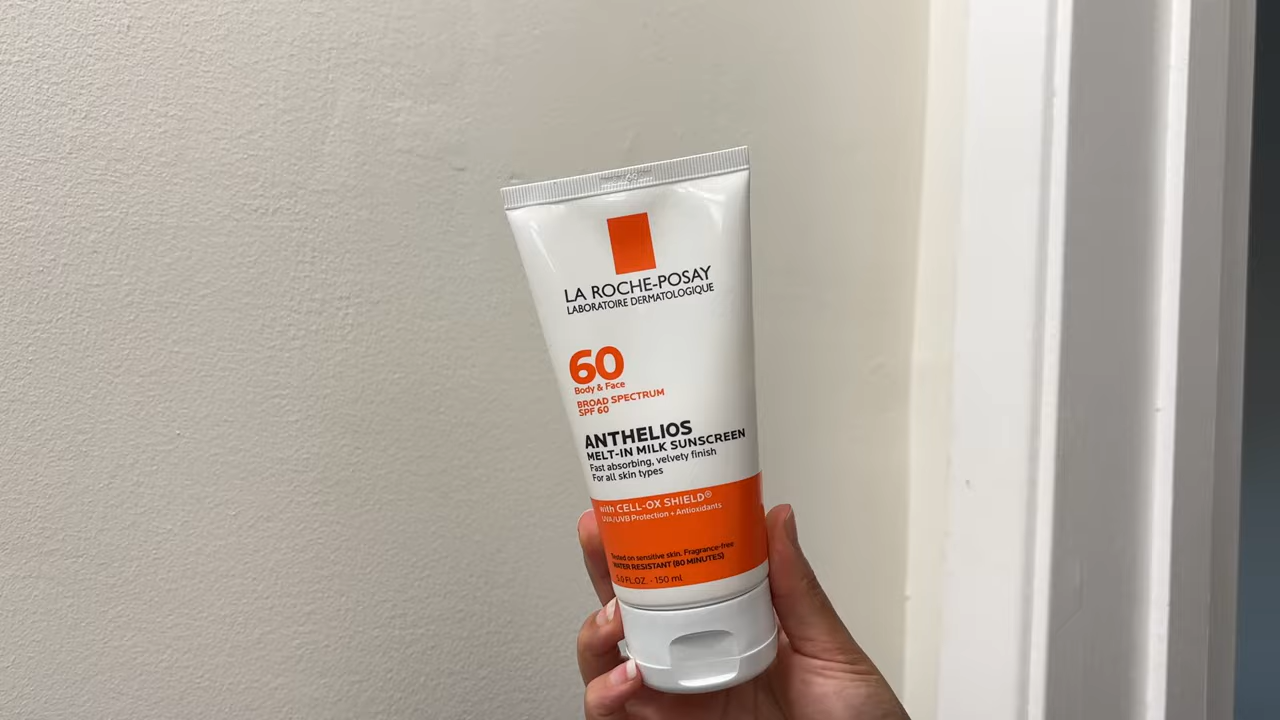 LA ROCHE-POSAY
LABORATOIRE DERMATOLOGIQUE
60
Body & Face
BROAD SPECTRUM
SPF 60
ANTHELIOS
MELT-IN MILK SUNSCREEN
Fast absorbing, velvety finish
For all skin types
with CELL-OX SHIELD®
UVA/UVB Protection + Antioxidants
Tested on sensitive skin. Fragrance-free
WATER RESISTANT (80 MINUTES)
5.0 FL.OZ. - 150 ml